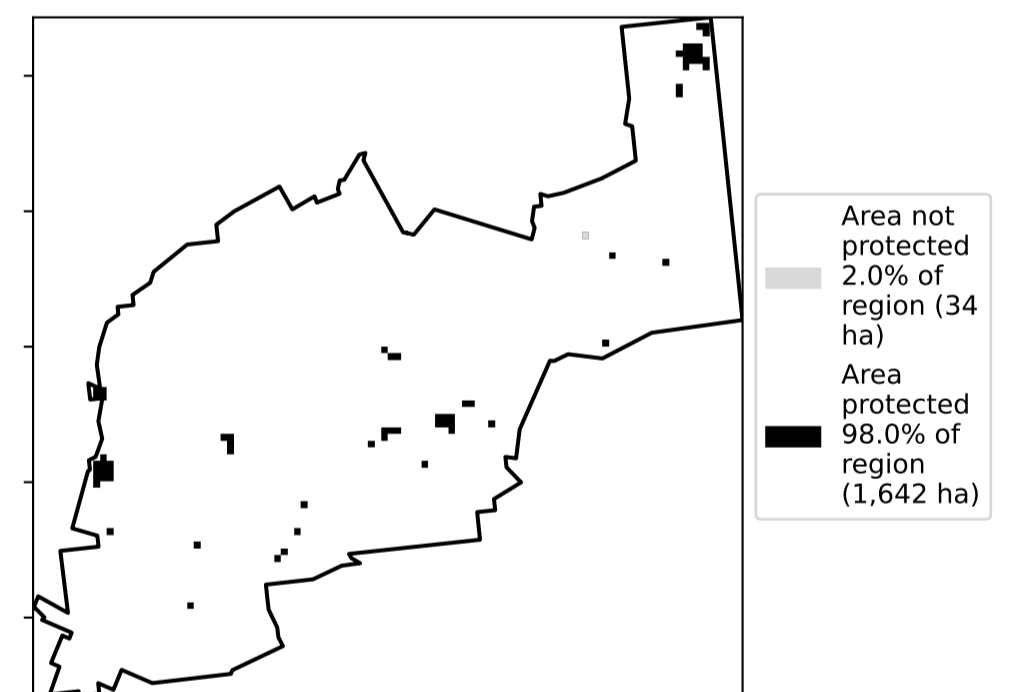 Area not
protected
2.0% of
region (34
ha)
Area
protected
98.0% of
region
(1,642 ha)